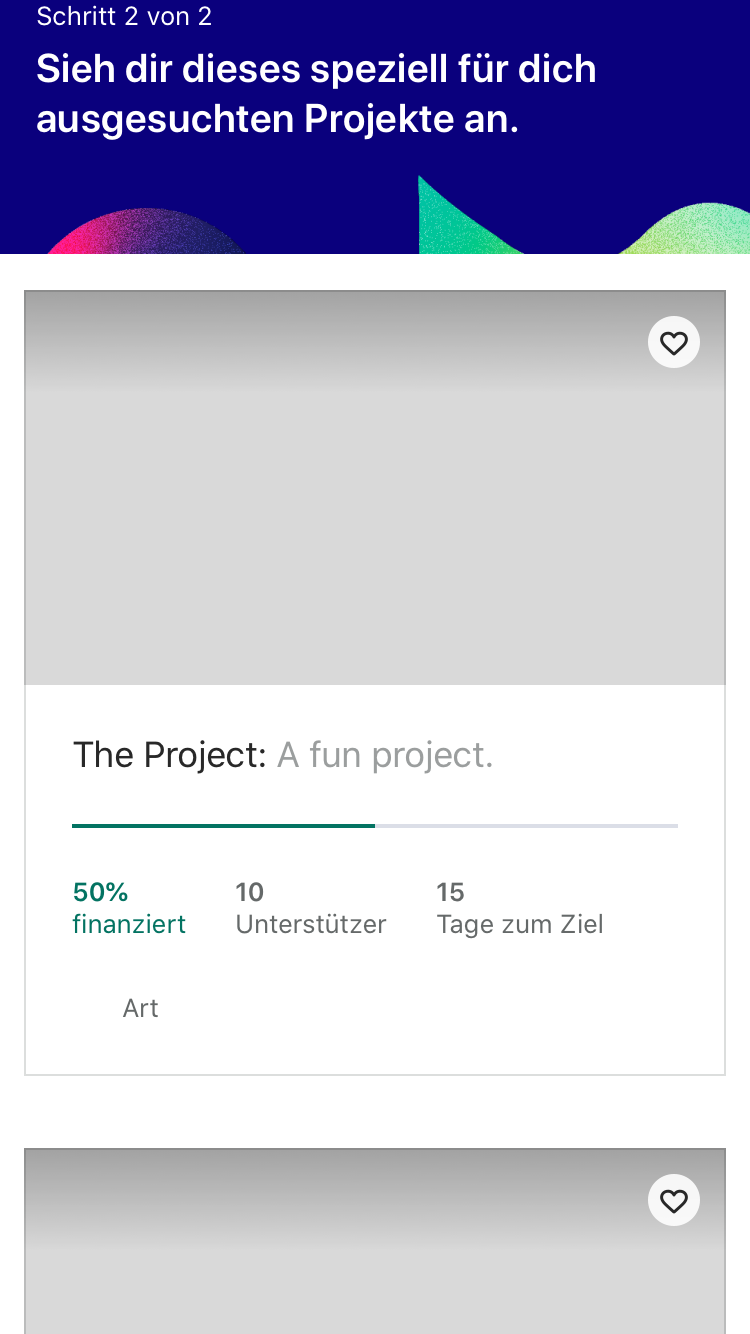 Schritt 2 von 2
Sieh dir dieses speziell für dich
ausgesuchten Projekte an.
The Project: A fun project.
50%
finanziert
10
Unterstützer
15
Tage zum Ziel
Art